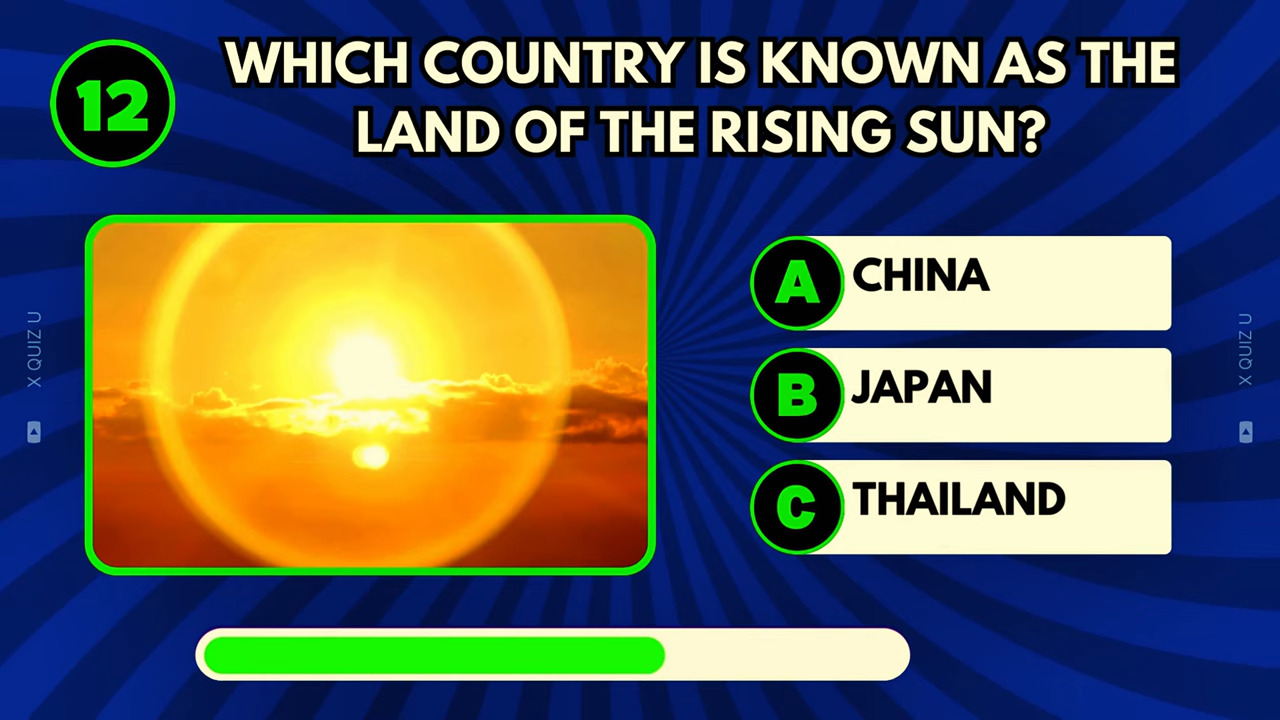 12
WHICH COUNTRY IS KNOWN AS THE
LAND OF THE RISING SUN?
A CHINA
B JAPAN
C THAILAND
X QUIZ U
X QUIZ U